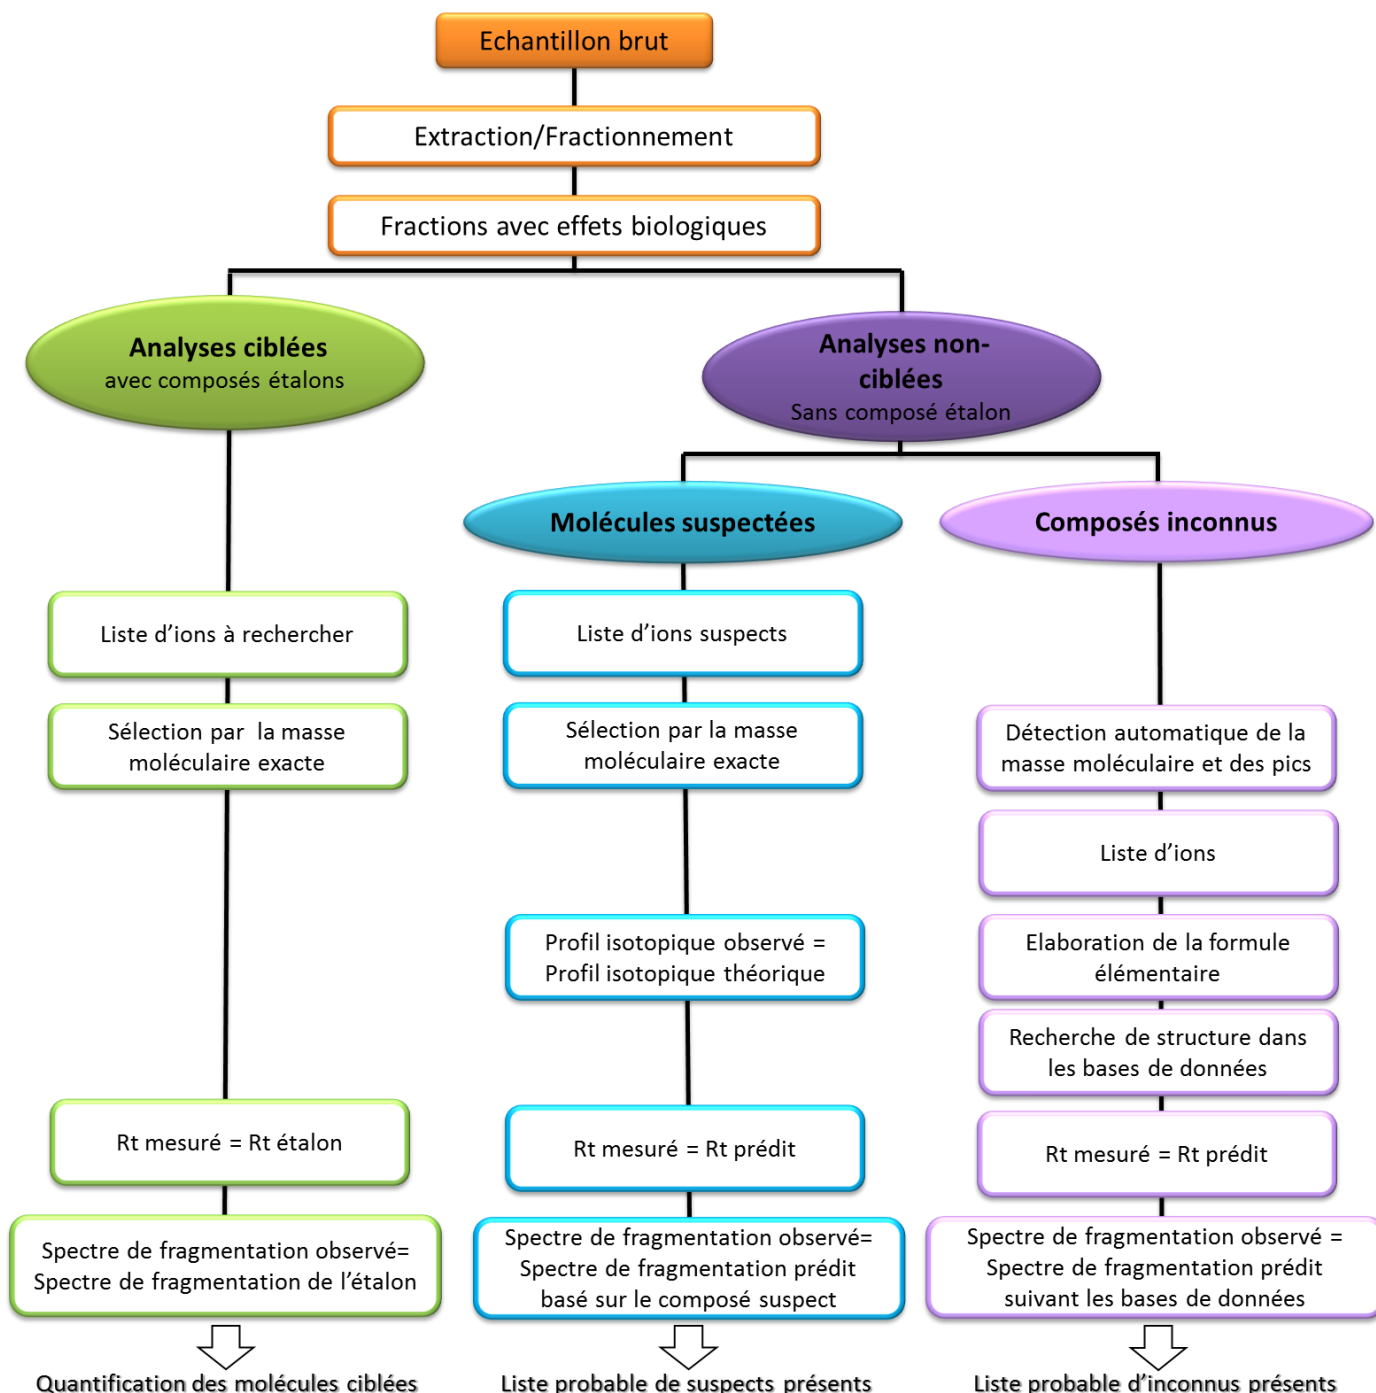 Echantillon brut
Extraction/Fractionnement
Fractions avec effets biologiques
Analyses ciblées
avec composés étalons
Analyses non-
ciblées
Sans composé étalon
Molécules suspectées
Composés inconnus
Liste d’ions à rechercher
Sélection par la masse
moléculaire exacte
Rt mesuré = Rt étalon
Spectre de fragmentation observé=
Spectre de fragmentation de l’étalon
Quantification des molécules ciblées
Liste d’ions suspects
Sélection par la masse
moléculaire exacte
Profil isotopique observé =
Profil isotopique théorique
Rt mesuré = Rt prédit
Spectre de fragmentation observé=
Spectre de fragmentation prédit
basé sur le composé suspect
Liste probable de suspects présents
Détection automatique de la
masse moléculaire et des pics
Liste d’ions
Elaboration de la formule
élémentaire
Recherche de structure dans
les bases de données
Rt mesuré = Rt prédit
Spectre de fragmentation observé =
Spectre de fragmentation prédit
suivant les bases de données
Liste probable d’inconnus présents